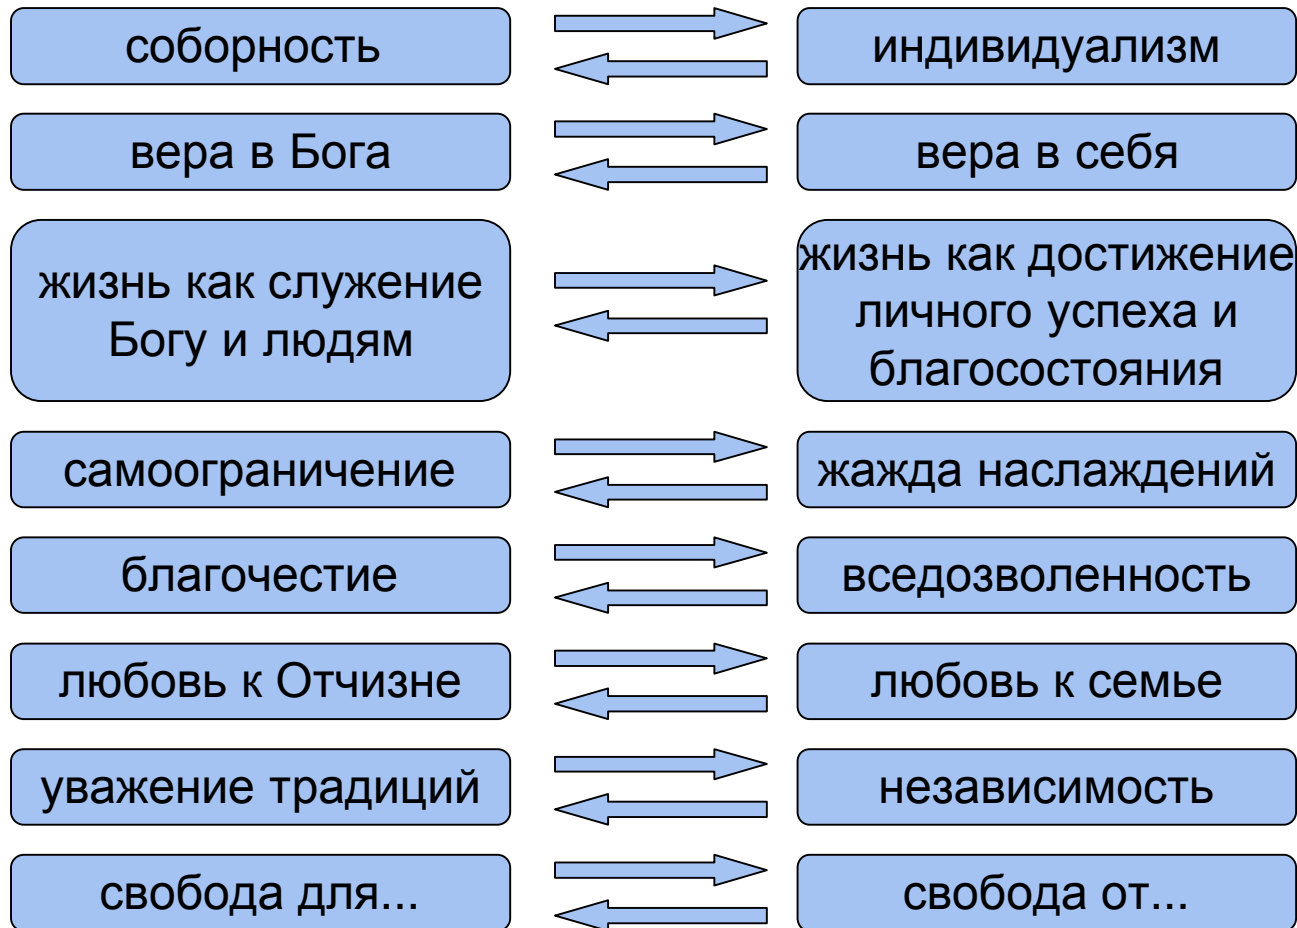 соборность
индивидуализм
вера в Бога
вера в себя
жизнь как служение
Богу и людям
жизнь как достижение
личного успеха и
благосостояния
самоограничение
жажда наслаждений
благочестие
вседозволенность
любовь к Отчизне
любовь к семье
уважение традиций
независимость
свобода для...
свобода от...